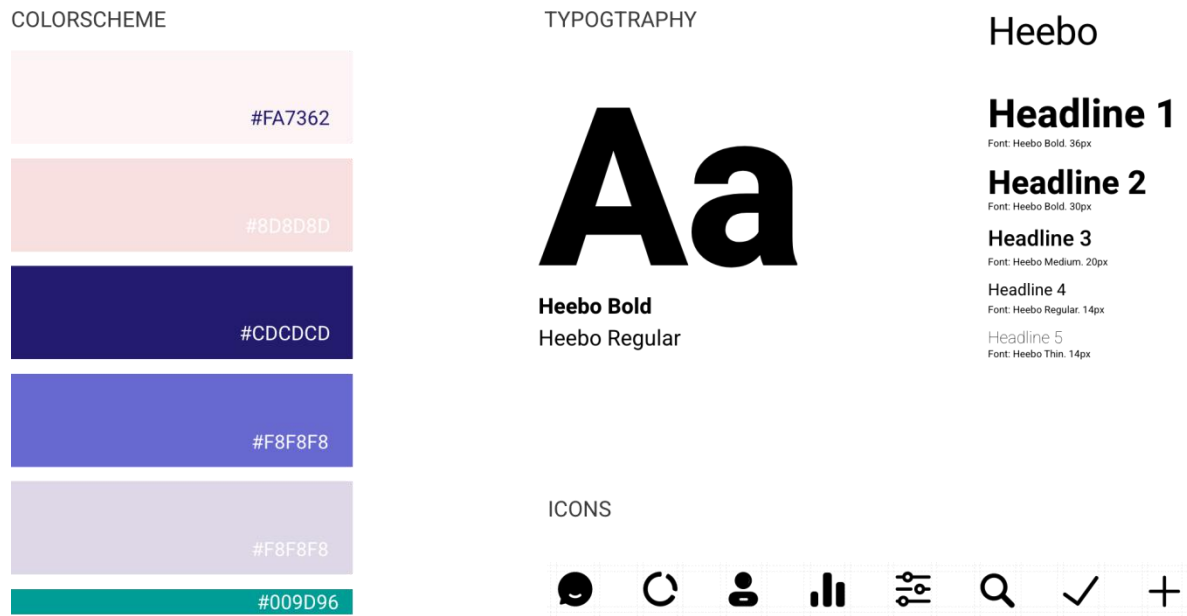 COLORSCHEME
#FA7362
#8D8D8D
#CDCDCD
#F8F8F8
#F8F8F8
#009D96
TYPOGTRAPHY
Aa
Heebo Bold
Heebo Regular
Heebo
Headline 1
Font: Heebo Bold. 36px
Headline 2
Font: Heebo Bold. 30px
Headline 3
Font: Heebo Medium. 20px
Headline 4
Font: Heebo Regular. 14px
Headline 5
Font: Heebo Thin. 14px
ICONS